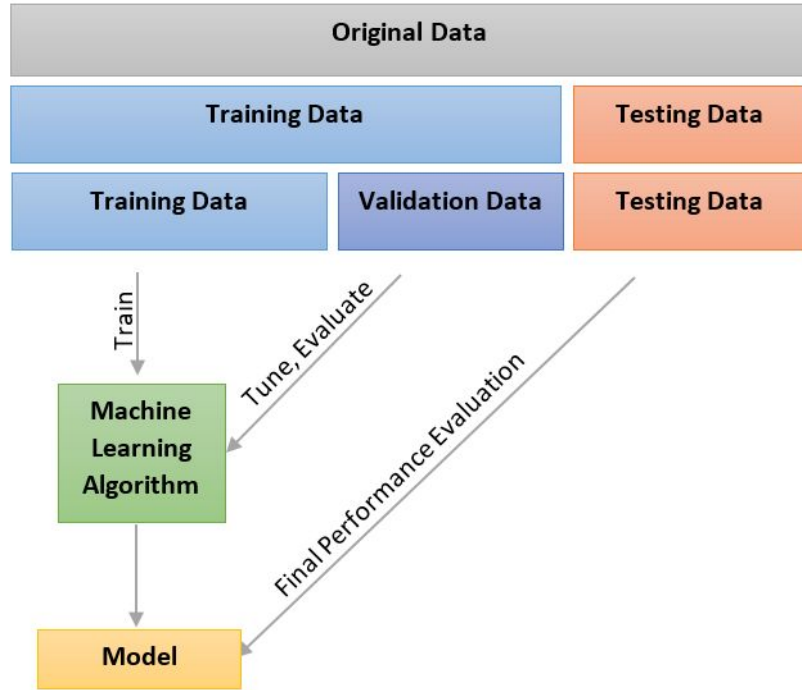 Original Data
Training Data
Testing Data
Training Data
Validation Data
Testing Data
Train
Tune, Evaluate
Final Performance Evaluation
Machine
Learning
Algorithm
Model